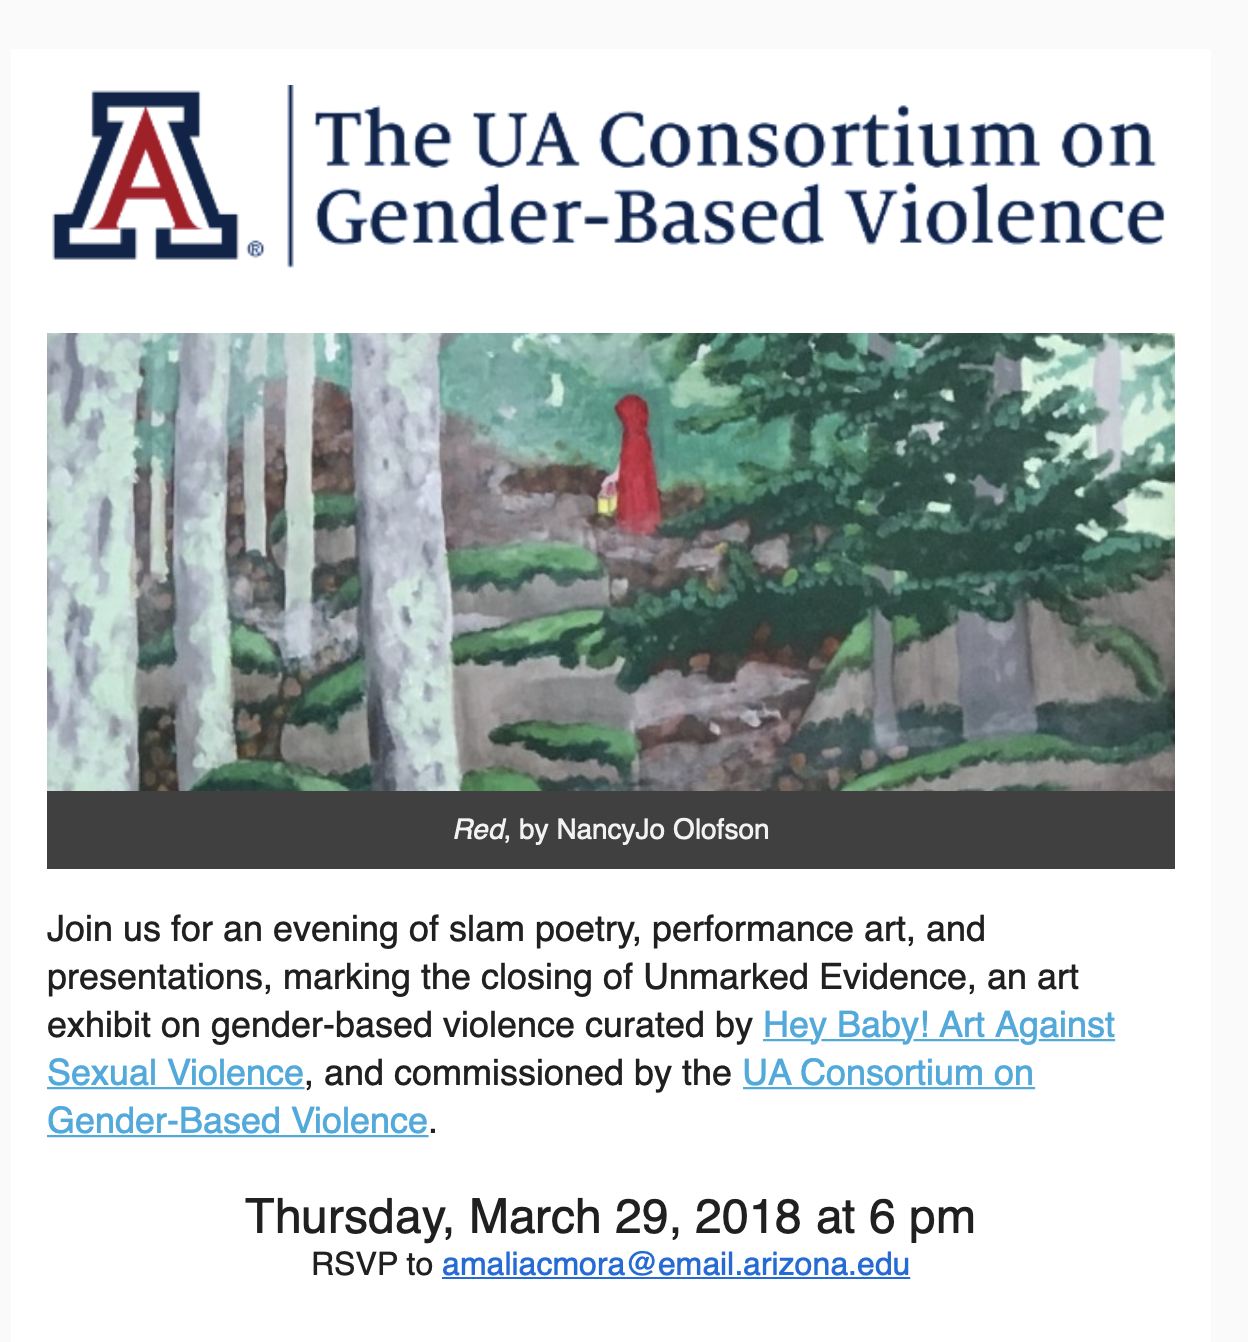 A ®
The UA Consortium on
Gender-Based Violence
Red, by NancyJo Olofson
Join us for an evening of slam poetry, performance art, and
presentations, marking the closing of Unmarked Evidence, an art
exhibit on gender-based violence curated by Hey Baby! Art Against
Sexual Violence, and commissioned by the UA Consortium on
Gender-Based Violence.
Thursday, March 29, 2018 at 6 pm
RSVP to amaliacmora@email.arizona.edu